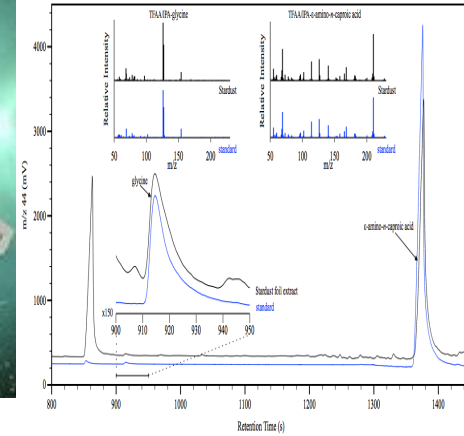 TFAA/IPA-glycine
TFAA/IPA-ε-amino-n-caproic acid
Relative Intensity
Stardust
standard
50 100 150 200
m/z
Relative Intensity
Stardust
standard
50 100 150 200
m/z
glycine
Stardust foil extract
standard
x150
900 910 920 930 940 950
ε-amino-n-caproic acid
m/z 44 (mV)
4000
3000
2000
1000
0
800 900 1000 1100 1200 1300 1400
Retention Time (s)